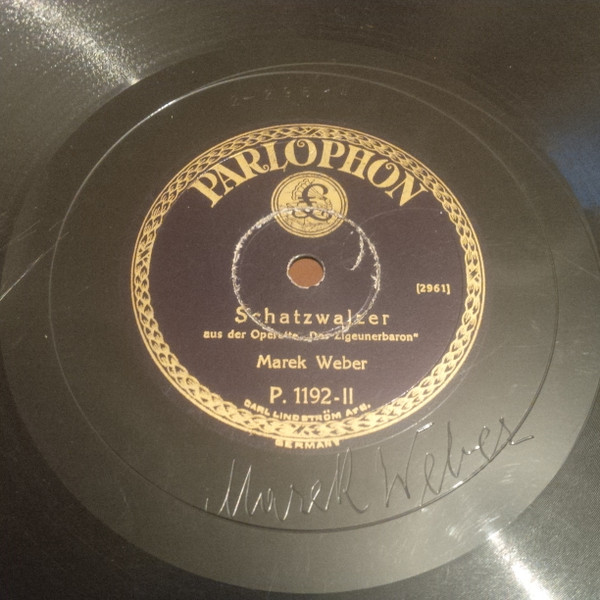 PARLOPHON
£
[2961]
Schatzwalzer
aus der Operette „Der Zigeunerbaron"
Marek Weber
P. 1192-II
CARL LINDSTRÖM A.G.
GERMANY
Marek Weber